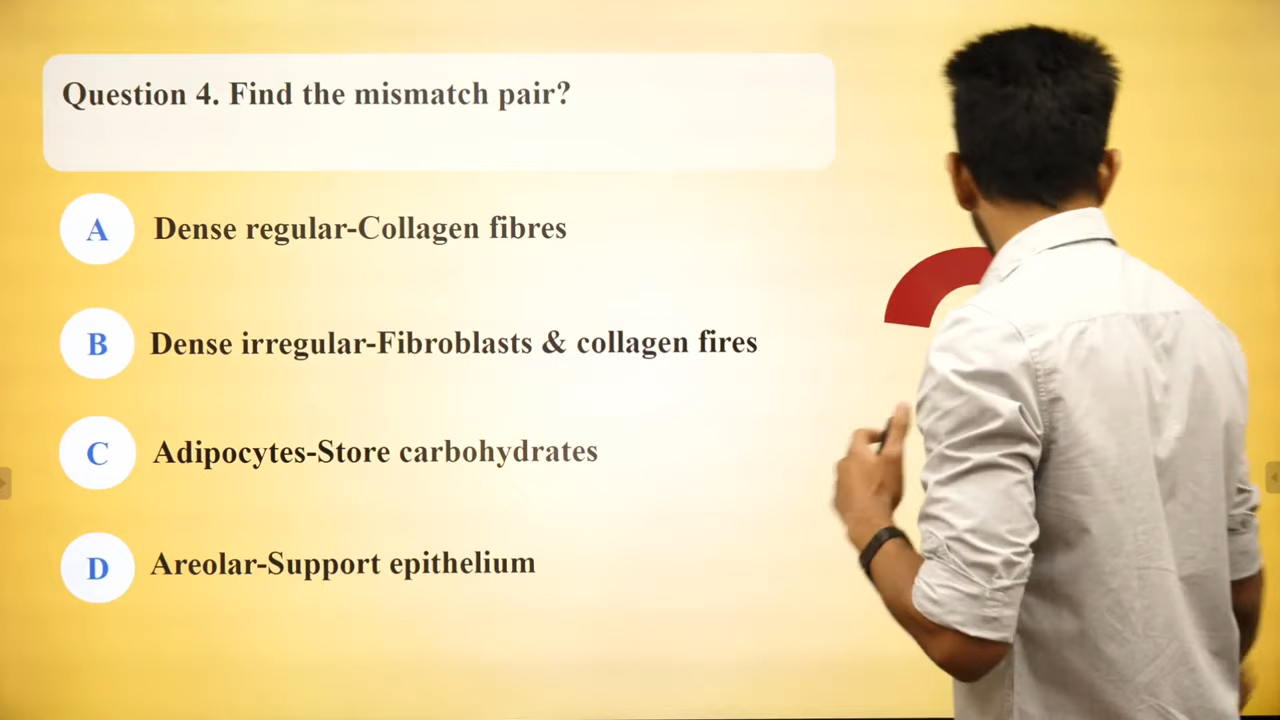 Question 4. Find the mismatch pair?
A Dense regular-Collagen fibres
B Dense irregular-Fibroblasts & collagen fires
C Adipocytes-Store carbohydrates
D Areolar-Support epithelium